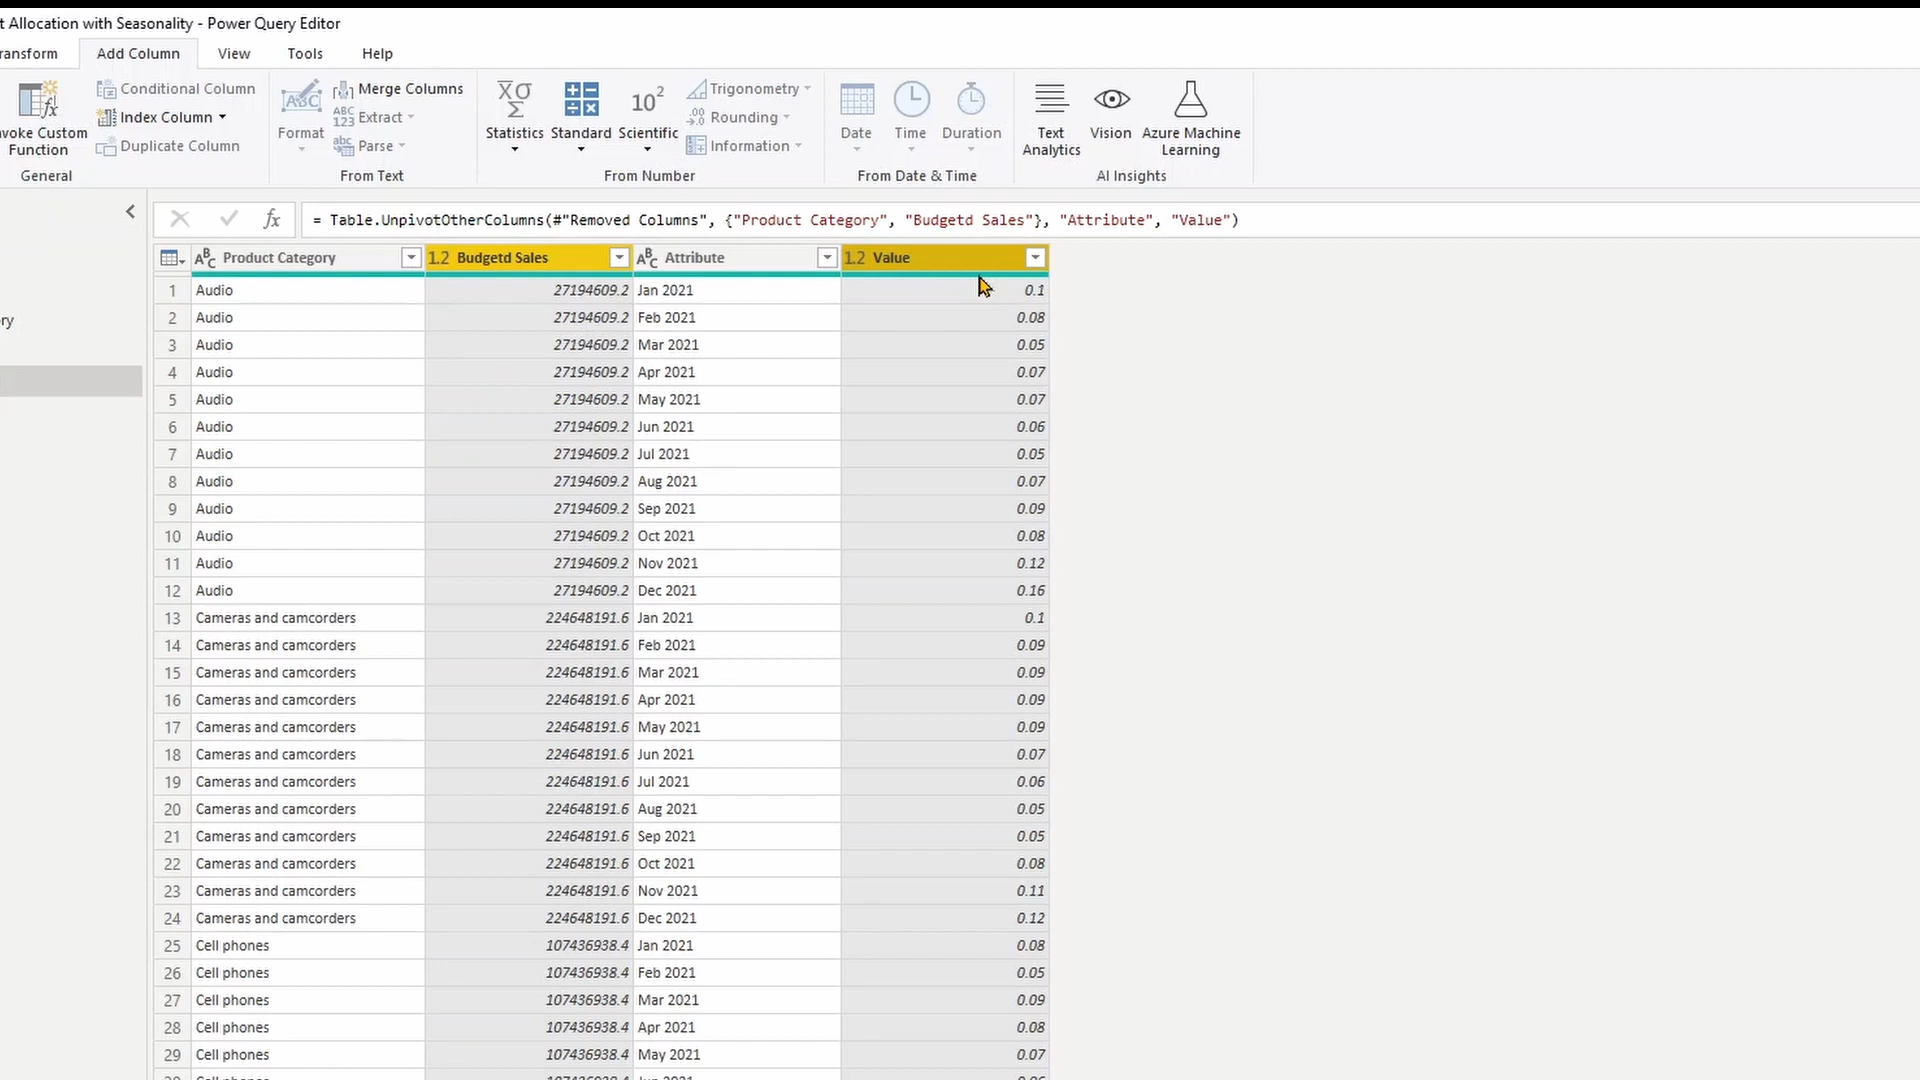 t Allocation with Seasonality - Power Query Editor
ransform Add Column View Tools Help
Conditional Column Merge Columns Trigonometry
Index Column Extract Rounding
voke Custom Function Duplicate Column Format Parse Statistics Standard Scientific Information Date Time Duration Text Analytics Vision Azure Machine Learning
General From Text From Number From Date & Time AI Insights
= Table.UnpivotOtherColumns(#"Removed Columns", {"Product Category", "Budgetd Sales"}, "Attribute", "Value")
ABC Product Category 1.2 Budgetd Sales ABC Attribute 1.2 Value
1 Audio 27194609.2 Jan 2021 0.1
2 Audio 27194609.2 Feb 2021 0.08
ry
3 Audio 27194609.2 Mar 2021 0.05
4 Audio 27194609.2 Apr 2021 0.07
5 Audio 27194609.2 May 2021 0.07
6 Audio 27194609.2 Jun 2021 0.06
7 Audio 27194609.2 Jul 2021 0.05
8 Audio 27194609.2 Aug 2021 0.07
9 Audio 27194609.2 Sep 2021 0.09
10 Audio 27194609.2 Oct 2021 0.08
11 Audio 27194609.2 Nov 2021 0.12
12 Audio 27194609.2 Dec 2021 0.16
13 Cameras and camcorders 224648191.6 Jan 2021 0.1
14 Cameras and camcorders 224648191.6 Feb 2021 0.09
15 Cameras and camcorders 224648191.6 Mar 2021 0.09
16 Cameras and camcorders 224648191.6 Apr 2021 0.09
17 Cameras and camcorders 224648191.6 May 2021 0.09
18 Cameras and camcorders 224648191.6 Jun 2021 0.07
19 Cameras and camcorders 224648191.6 Jul 2021 0.06
20 Cameras and camcorders 224648191.6 Aug 2021 0.05
21 Cameras and camcorders 224648191.6 Sep 2021 0.05
22 Cameras and camcorders 224648191.6 Oct 2021 0.08
23 Cameras and camcorders 224648191.6 Nov 2021 0.11
24 Cameras and camcorders 224648191.6 Dec 2021 0.12
25 Cell phones 107436938.4 Jan 2021 0.08
26 Cell phones 107436938.4 Feb 2021 0.05
27 Cell phones 107436938.4 Mar 2021 0.09
28 Cell phones 107436938.4 Apr 2021 0.08
29 Cell phones 107436938.4 May 2021 0.07